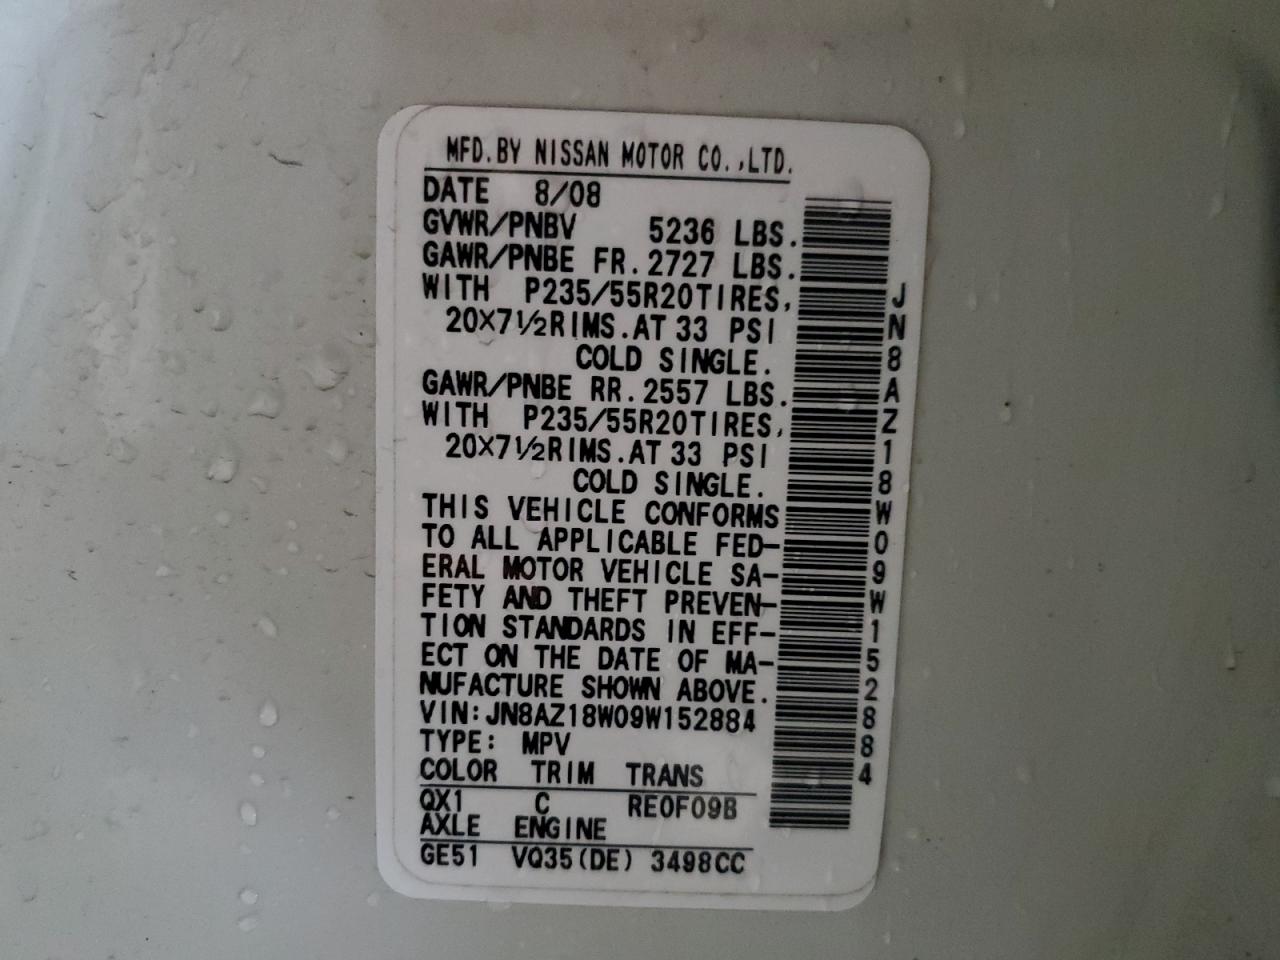 MFD.BY NISSAN MOTOR CO.,LTD.
DATE 8/08
GVWR/PNBV 5236 LBS.
GAWR/PNBE FR.2727 LBS.
WITH P235/55R20TIRES,
20X7½RIMS.AT 33 PSI
COLD SINGLE.
GAWR/PNBE RR.2557 LBS.
WITH P235/55R20TIRES,
20X7½RIMS.AT 33 PSI
COLD SINGLE.
THIS VEHICLE CONFORMS
TO ALL APPLICABLE FED-
ERAL MOTOR VEHICLE SA-
FETY AND THEFT PREVEN-
TION STANDARDS IN EFF-
ECT ON THE DATE OF MA-
NUFACTURE SHOWN ABOVE.
VIN:JN8AZ18W09W152884
TYPE: MPV
COLOR TRIM TRANS
QX1 C RE0F09B
AXLE ENGINE
GE51 VQ35(DE) 3498CC
JN8AZ18W09W152884